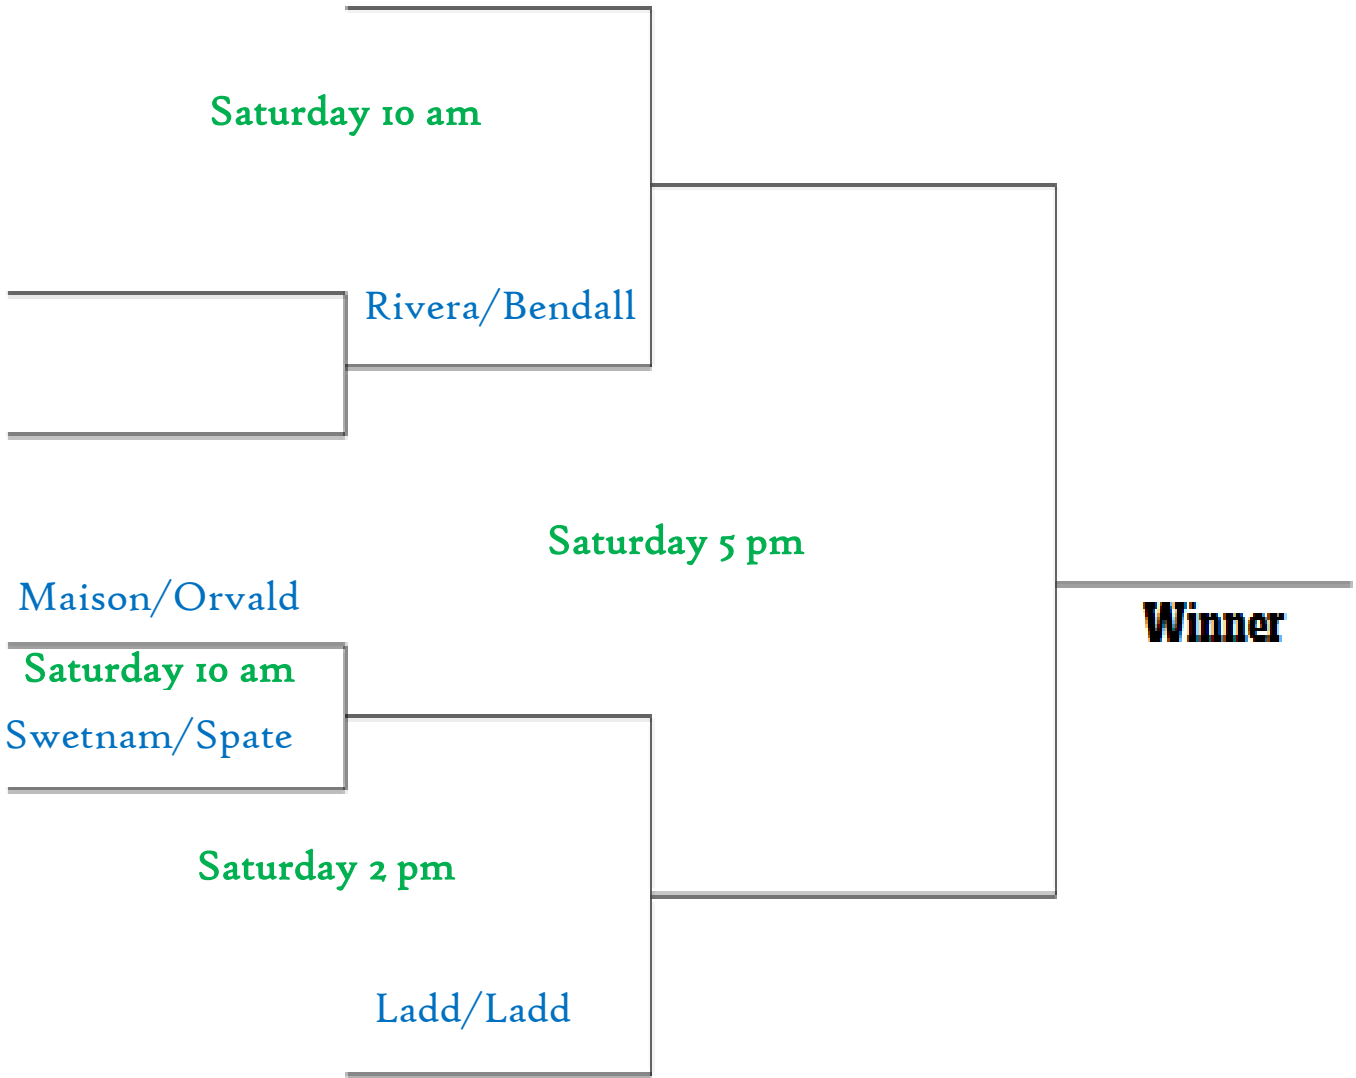 Saturday 10 am
Rivera/Bendall
Saturday 5 pm
Maison/Orvald
Winner
Saturday 10 am
Swetnam/Spate
Saturday 2 pm
Ladd/Ladd